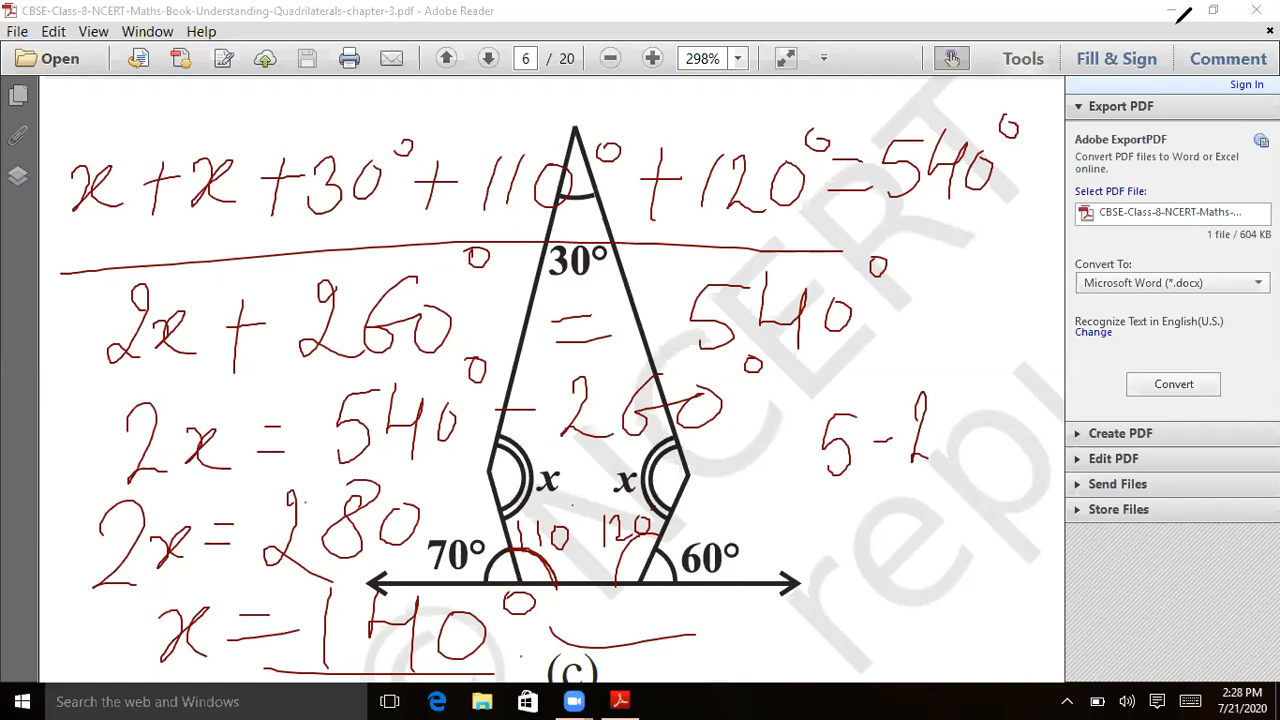 CBSE-Class-8-NCERT-Maths-Book-Understanding-Quadrilaterals-chapter-3.pdf - Adobe Reader
File Edit View Window Help
Open 6 / 20 298% Tools Fill & Sign Comment
Sign In
Export PDF
Adobe ExportPDF
Convert PDF files to Word or Excel online.
Select PDF File:
CBSE-Class-8-NCERT-Maths-...
1 file / 604 KB
Convert To:
Microsoft Word (*.docx)
Recognize Text in English(U.S.)
Change
Convert
Create PDF
Edit PDF
Send Files
Store Files
x + x + 30° + 110° + 120° = 540°
30°
2x + 260° = 540°
2x = 540° - 260°
5 - 2
x x
2x = 280
110 120
70° 60°
x = 140°
(c)
© NCERT
repl
Search the web and Windows
2:28 PM
7/21/2020